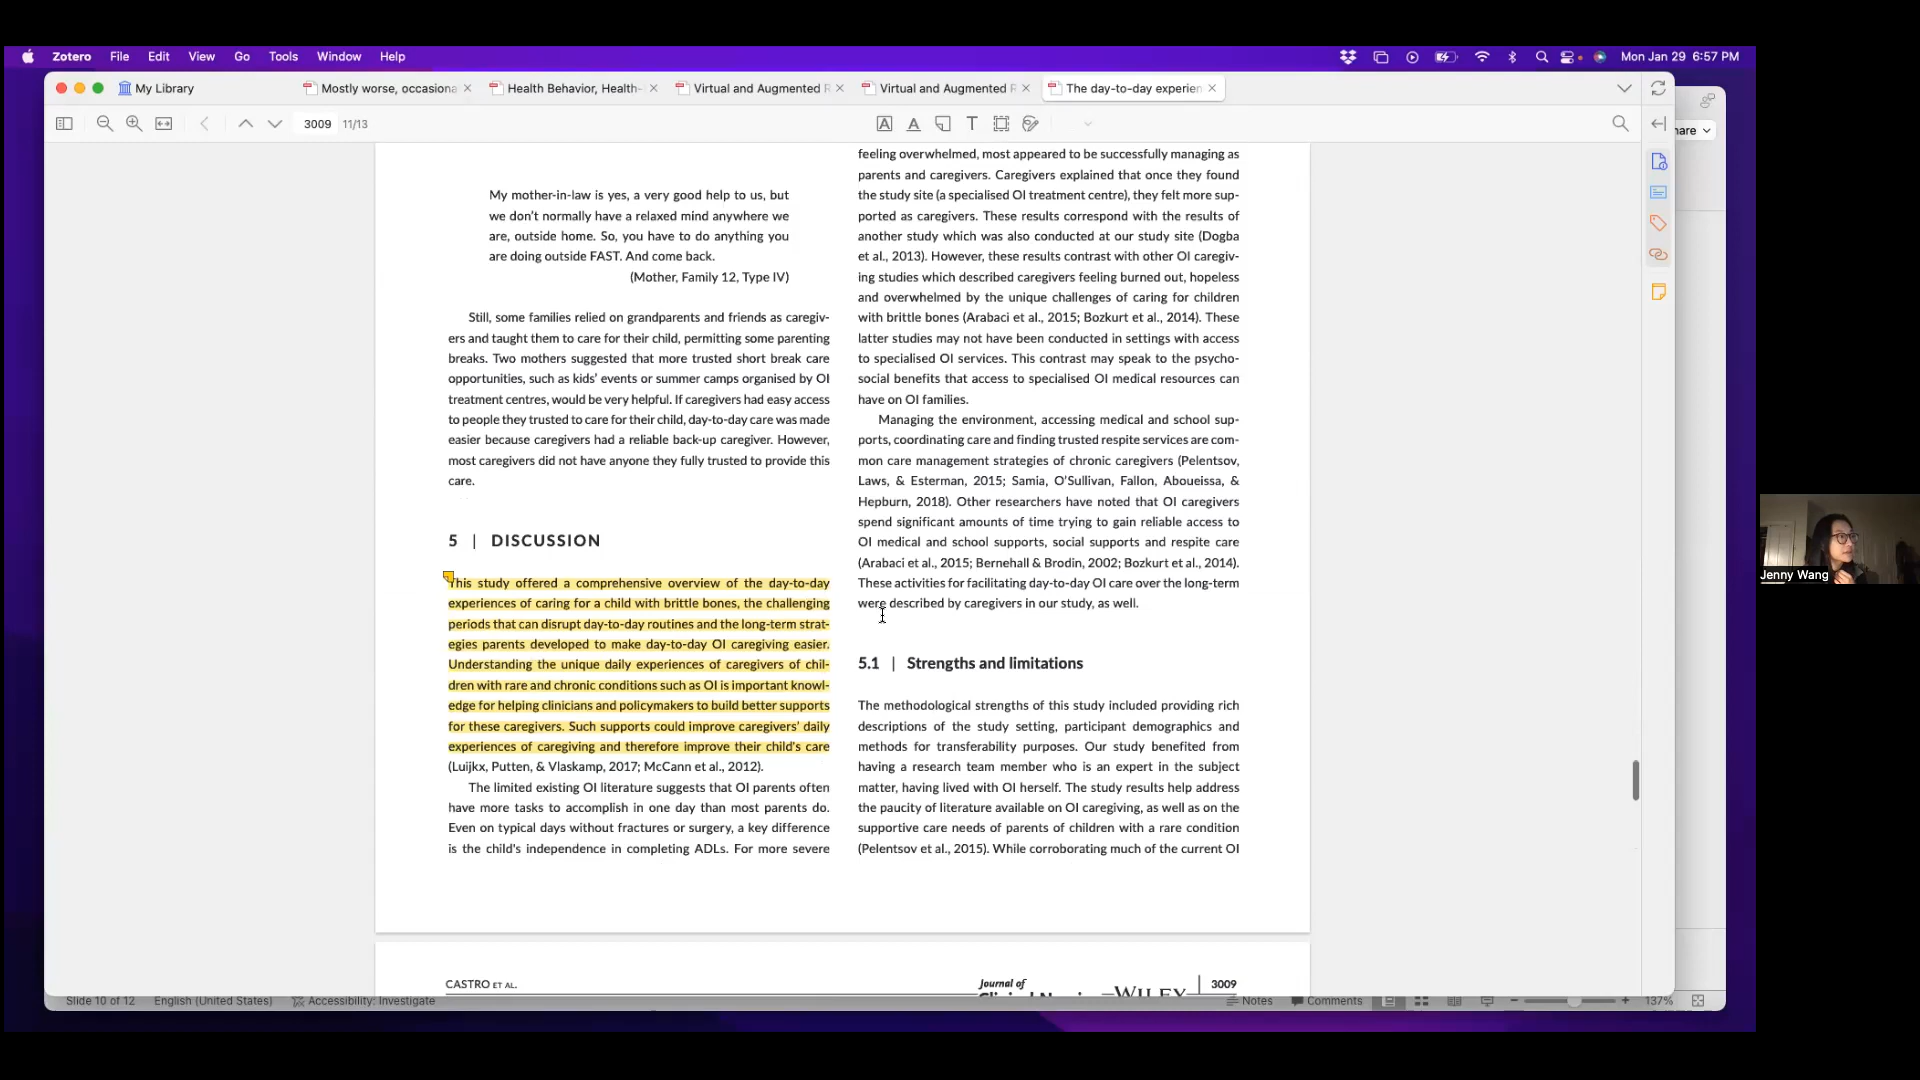 Zotero File Edit View Go Tools Window Help
Mon Jan 29 6:57 PM
My Library
Mostly worse, occasiona
Health Behavior, Health-
Virtual and Augmented R
Virtual and Augmented R
The day-to-day experien
3009 11/13
hare
My mother-in-law is yes, a very good help to us, but
we don't normally have a relaxed mind anywhere we
are, outside home. So, you have to do anything you
are doing outside FAST. And come back.
(Mother, Family 12, Type IV)
Still, some families relied on grandparents and friends as caregiv-
ers and taught them to care for their child, permitting some parenting
breaks. Two mothers suggested that more trusted short break care
opportunities, such as kids' events or summer camps organised by OI
treatment centres, would be very helpful. If caregivers had easy access
to people they trusted to care for their child, day-to-day care was made
easier because caregivers had a reliable back-up caregiver. However,
most caregivers did not have anyone they fully trusted to provide this
care.
5 | DISCUSSION
This study offered a comprehensive overview of the day-to-day
experiences of caring for a child with brittle bones, the challenging
periods that can disrupt day-to-day routines and the long-term strat-
egies parents developed to make day-to-day OI caregiving easier.
Understanding the unique daily experiences of caregivers of chil-
dren with rare and chronic conditions such as OI is important knowl-
edge for helping clinicians and policymakers to build better supports
for these caregivers. Such supports could improve caregivers' daily
experiences of caregiving and therefore improve their child's care
(Luijkx, Putten, & Vlaskamp, 2017; McCann et al., 2012).
The limited existing OI literature suggests that OI parents often
have more tasks to accomplish in one day than most parents do.
Even on typical days without fractures or surgery, a key difference
is the child's independence in completing ADLs. For more severe
feeling overwhelmed, most appeared to be successfully managing as
parents and caregivers. Caregivers explained that once they found
the study site (a specialised OI treatment centre), they felt more sup-
ported as caregivers. These results correspond with the results of
another study which was also conducted at our study site (Dogba
et al., 2013). However, these results contrast with other OI caregiv-
ing studies which described caregivers feeling burned out, hopeless
and overwhelmed by the unique challenges of caring for children
with brittle bones (Arabaci et al., 2015; Bozkurt et al., 2014). These
latter studies may not have been conducted in settings with access
to specialised OI services. This contrast may speak to the psycho-
social benefits that access to specialised OI medical resources can
have on OI families.
Managing the environment, accessing medical and school sup-
ports, coordinating care and finding trusted respite services are com-
mon care management strategies of chronic caregivers (Pelentsov,
Laws, & Esterman, 2015; Samia, O'Sullivan, Fallon, Aboueissa, &
Hepburn, 2018). Other researchers have noted that OI caregivers
spend significant amounts of time trying to gain reliable access to
OI medical and school supports, social supports and respite care
(Arabaci et al., 2015; Bernehall & Brodin, 2002; Bozkurt et al., 2014).
These activities for facilitating day-to-day OI care over the long-term
were described by caregivers in our study, as well.
5.1 | Strengths and limitations
The methodological strengths of this study included providing rich
descriptions of the study setting, participant demographics and
methods for transferability purposes. Our study benefited from
having a research team member who is an expert in the subject
matter, having lived with OI herself. The study results help address
the paucity of literature available on OI caregiving, as well as on the
supportive care needs of parents of children with a rare condition
(Pelentsov et al., 2015). While corroborating much of the current OI
CASTRO ET AL.
Journal of
Clinical
WILEY
3009
Slide 10 of 12 English (United States) Accessibility: Investigate
Notes Comments 137%
Jenny Wang